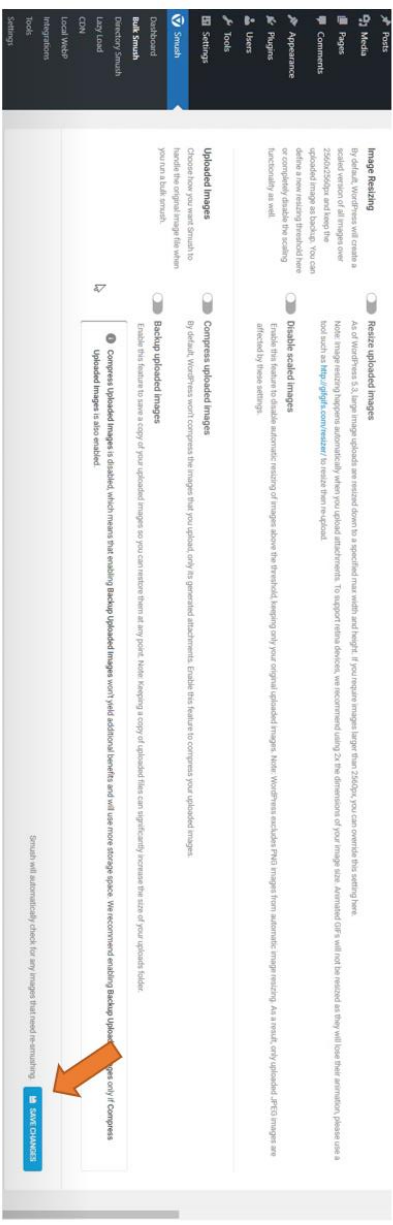 Posts
Media
Pages
Comments
Appearance
Plugins
Users
Tools
Settings
Smush
Dashboard
Bulk Smush
Directory Smush
Lazy Load
CDN
Local WebP
Integrations
Tools
Settings
Image Resizing
By default, WordPress will create a
scaled version of all images over
2560x2560px and keep the
uploaded image as backup. You can
define a new resizing threshold here
or completely disable the scaling
functionality as well.
Resize uploaded images
As of WordPress 5.3, large image uploads are resized down to a specified max width and height. If you require images larger than 2560px, you can override this setting here.
Note: Image resizing happens automatically when you upload attachments. To support retina devices, we recommend using 2x the dimensions of your image size. Animated GIFs will not be resized as they will lose their animation, please use a
tool such as http://gifgifs.com/resizer/ to resize then re-upload.
Disable scaled images
Enable this feature to disable automatic resizing of images above the threshold, keeping only your original uploaded images. Note: WordPress excludes PNG images from automatic image resizing. As a result, only uploaded JPEG images are
affected by these settings.
Uploaded Images
Choose how you want Smush to
handle the original image file when
you run a bulk smush.
Compress uploaded images
By default, WordPress won't compress the images that you upload, only its generated attachments. Enable this feature to compress your uploaded images.
Backup uploaded images
Enable this feature to save a copy of your uploaded images so you can restore them at any point. Note: Keeping a copy of uploaded files can significantly increase the size of your uploads folder.
Compress Uploaded Images is disabled, which means that enabling Backup Uploaded Images won't yield additional benefits and will use more storage space. We recommend enabling Backup Uploaded only if Compress
Uploaded Images is also enabled.
Smush will automatically check for any images that need re-smushing.
SAVE CHANGES